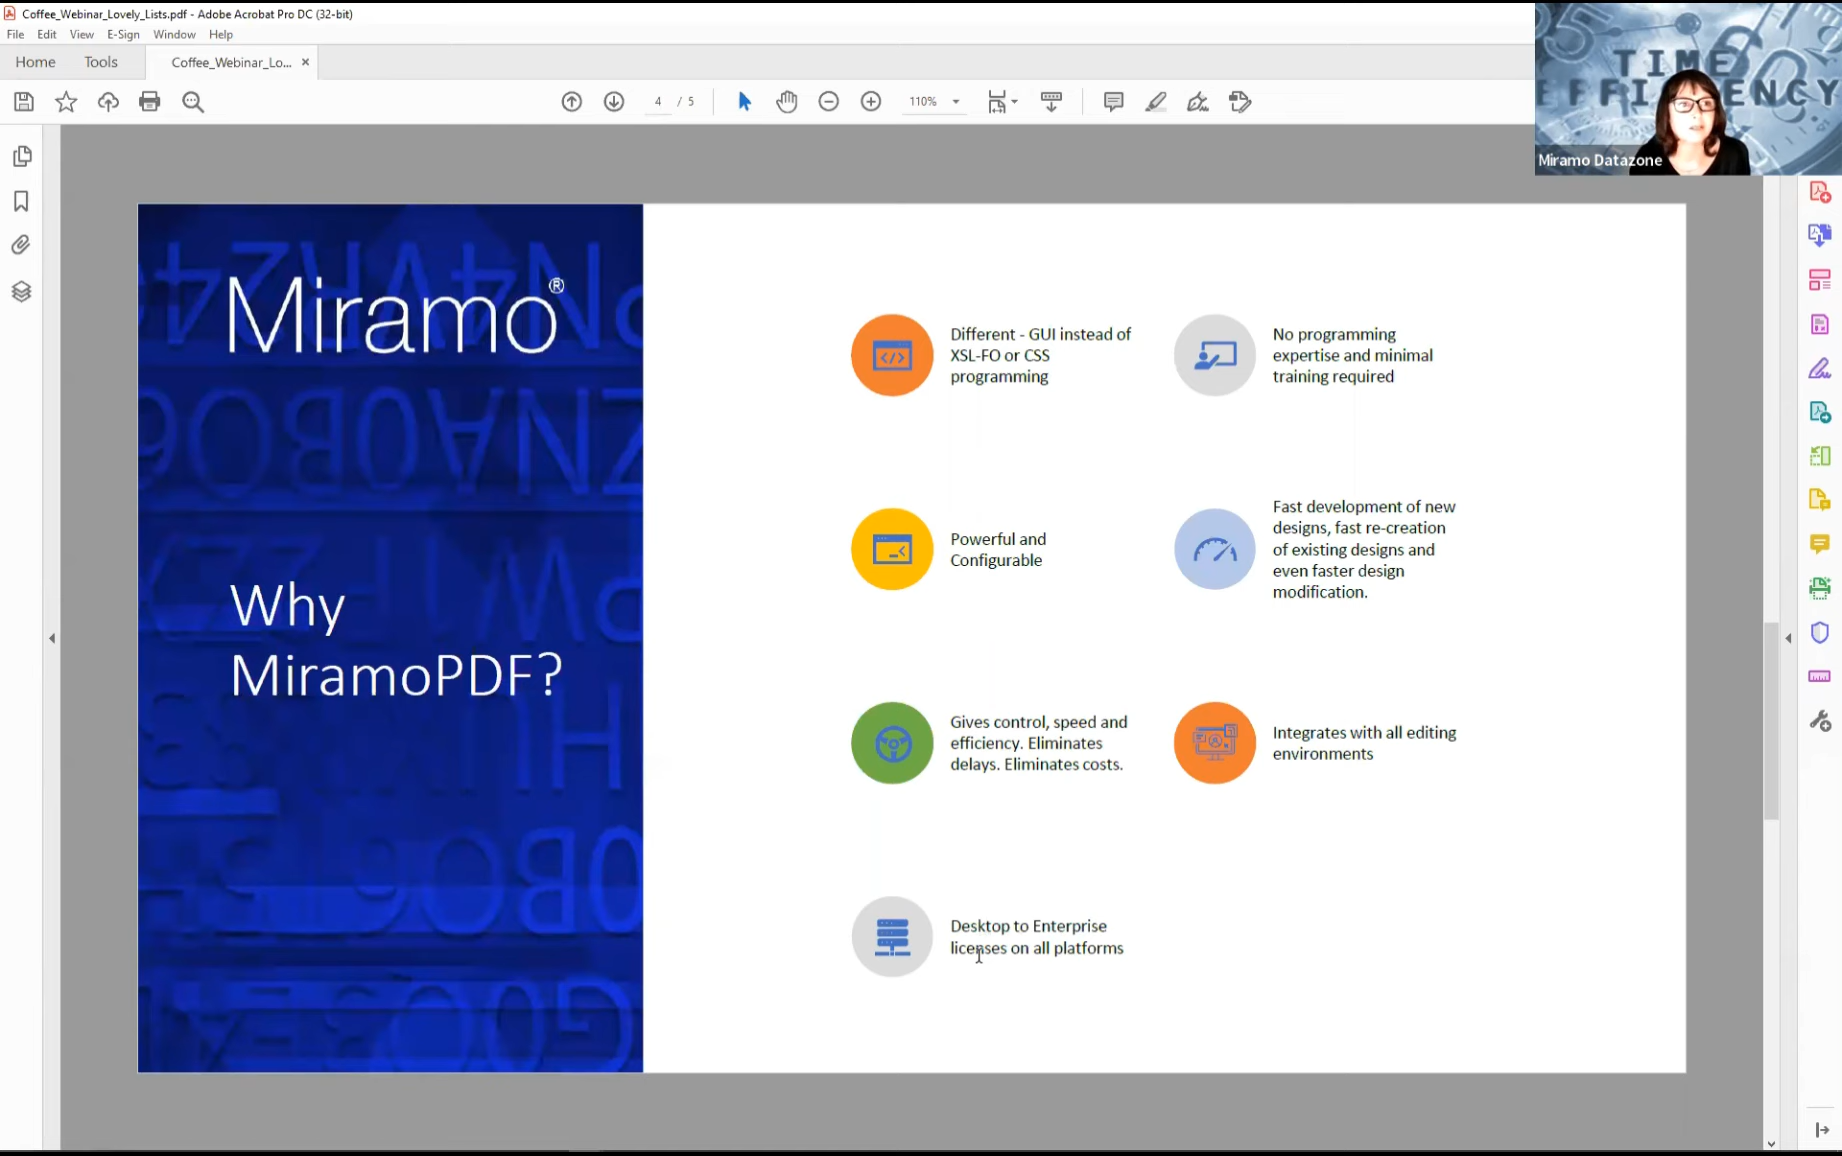 Coffee_Webinar_Lovely_Lists.pdf - Adobe Acrobat Pro DC (32-bit)
File Edit View E-Sign Window Help
Home Tools Coffee_Webinar_Lo... ×
4 / 5 110%
TIME
EFFICIENCY
Miramo Datazone
Miramo®
Why
MiramoPDF?
Different - GUI instead of
XSL-FO or CSS
programming
No programming
expertise and minimal
training required
Powerful and
Configurable
Fast development of new
designs, fast re-creation
of existing designs and
even faster design
modification.
Gives control, speed and
efficiency. Eliminates
delays. Eliminates costs.
Integrates with all editing
environments
Desktop to Enterprise
licenses on all platforms